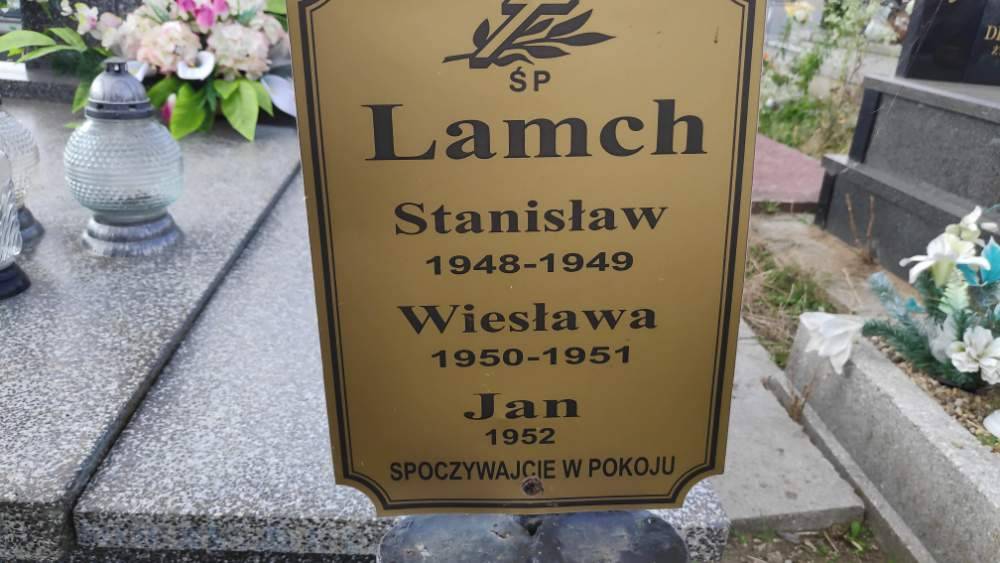 ŚP
Lamch
Stanisław
1948-1949
Wiesława
1950-1951
Jan
1952
SPOCZYWAJCIE W POKOJU